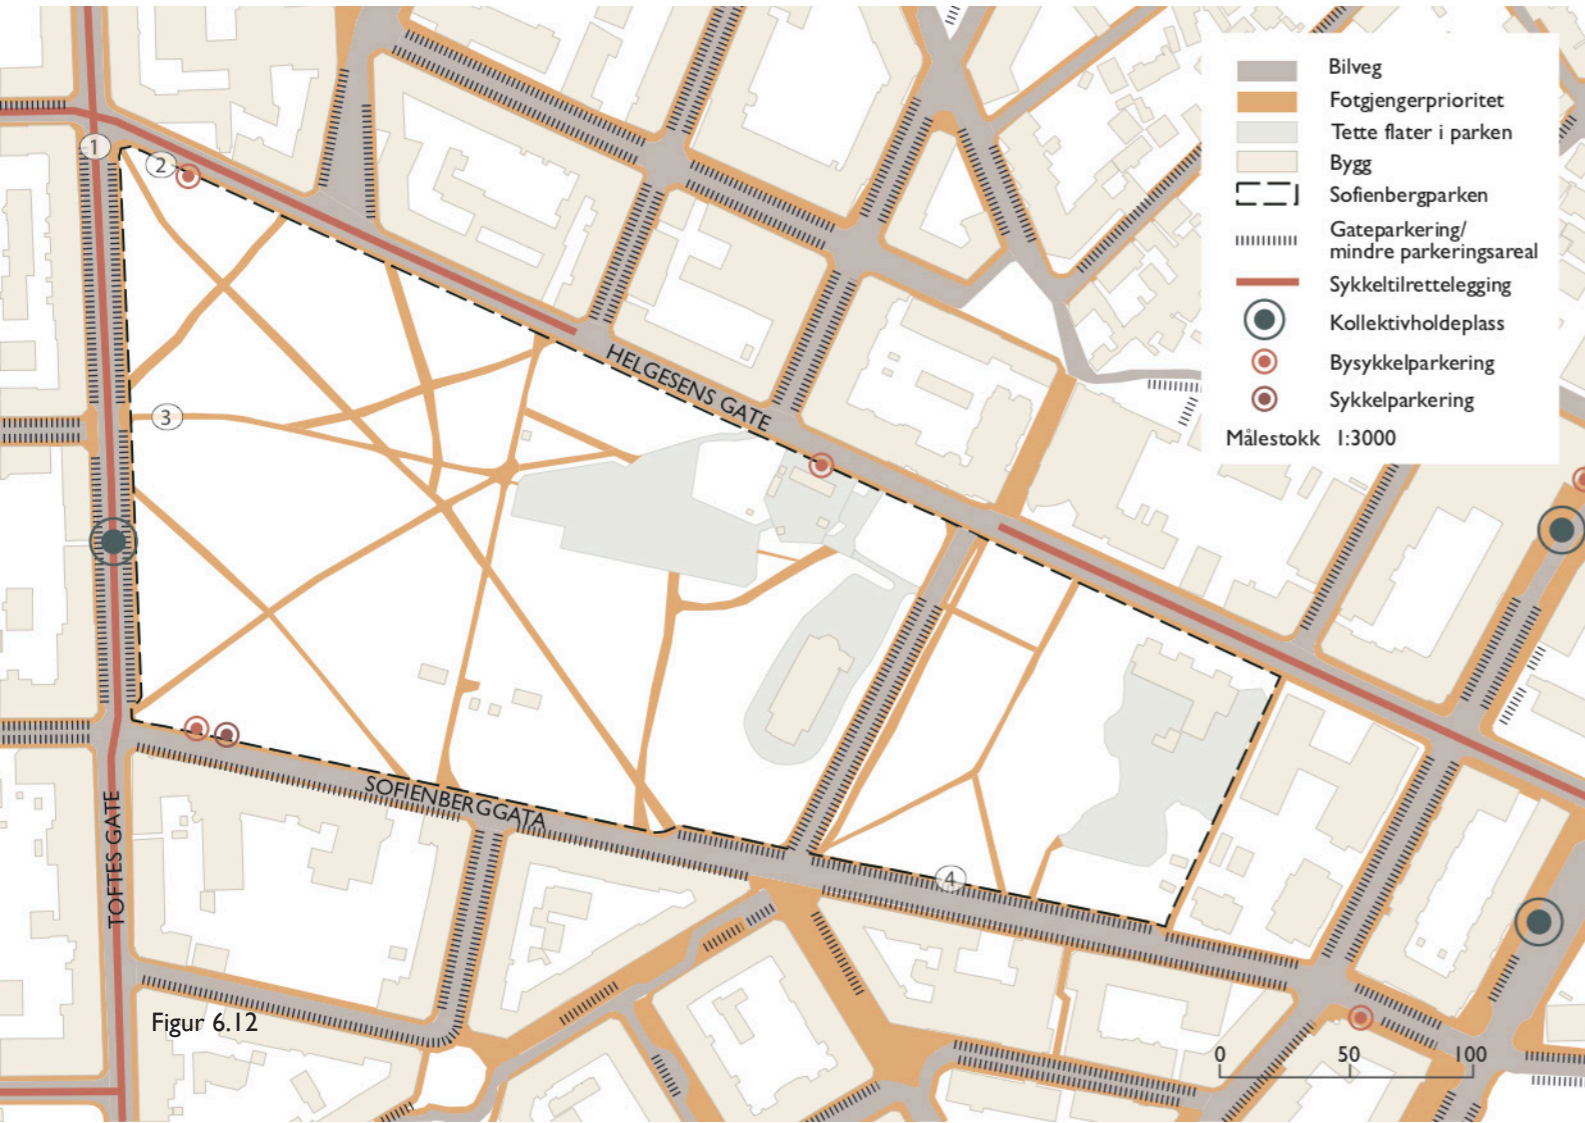 Bilveg
Fotgjengerprioritet
Tette flater i parken
Bygg
Sofienbergparken
Gateparkering/
mindre parkeringsareal
Sykkeltilrettelegging
Kollektivholdeplass
Bysykkelparkering
Sykkelparkering
Målestokk 1:3000
1
2
3
HELGESENS GATE
SOFIENBERGGATA
TOFTES GATE
4
Figur 6.12
0 50 100